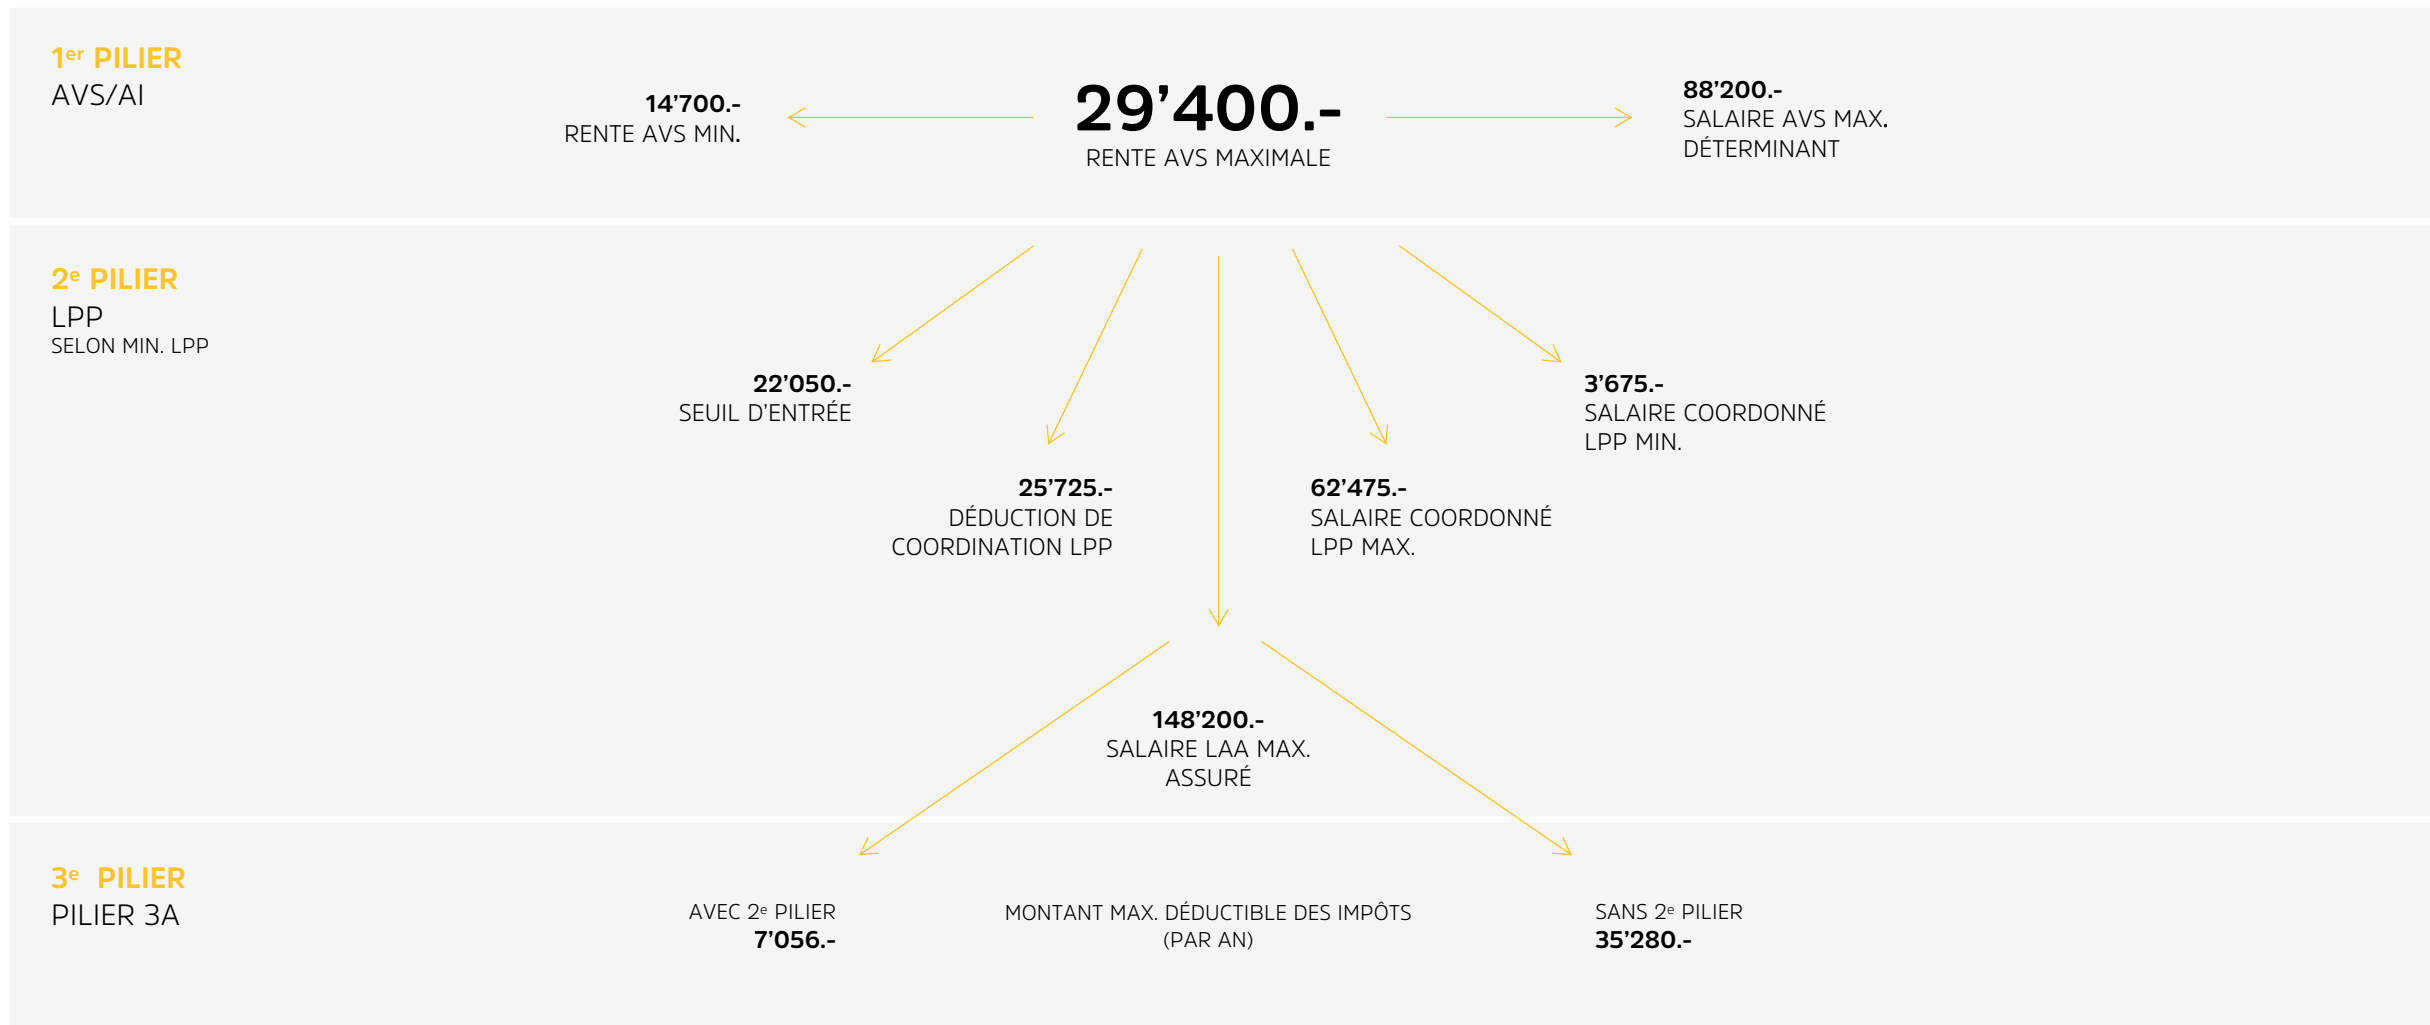 1er PILIER
AVS/AI
14’700.-
RENTE AVS MIN.
29’400.-
RENTE AVS MAXIMALE
88’200.-
SALAIRE AVS MAX.
DÉTERMINANT
2e PILIER
LPP
SELON MIN. LPP
22’050.-
SEUIL D’ENTRÉE
25’725.-
DÉDUCTION DE
COORDINATION LPP
62’475.-
SALAIRE COORDONNÉ
LPP MAX.
3’675.-
SALAIRE COORDONNÉ
LPP MIN.
148’200.-
SALAIRE LAA MAX.
ASSURÉ
3e PILIER
PILIER 3A
AVEC 2e PILIER
7’056.-
MONTANT MAX. DÉDUCTIBLE DES IMPÔTS
(PAR AN)
SANS 2e PILIER
35’280.-